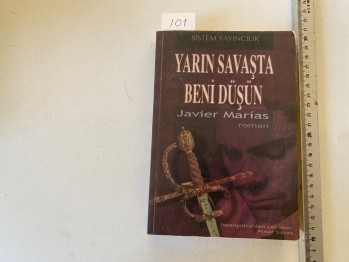 101
SİSTEM YAYINCILIK
YARIN SAVAŞTA
BENİ DÜŞÜN
Javier Marías
roman